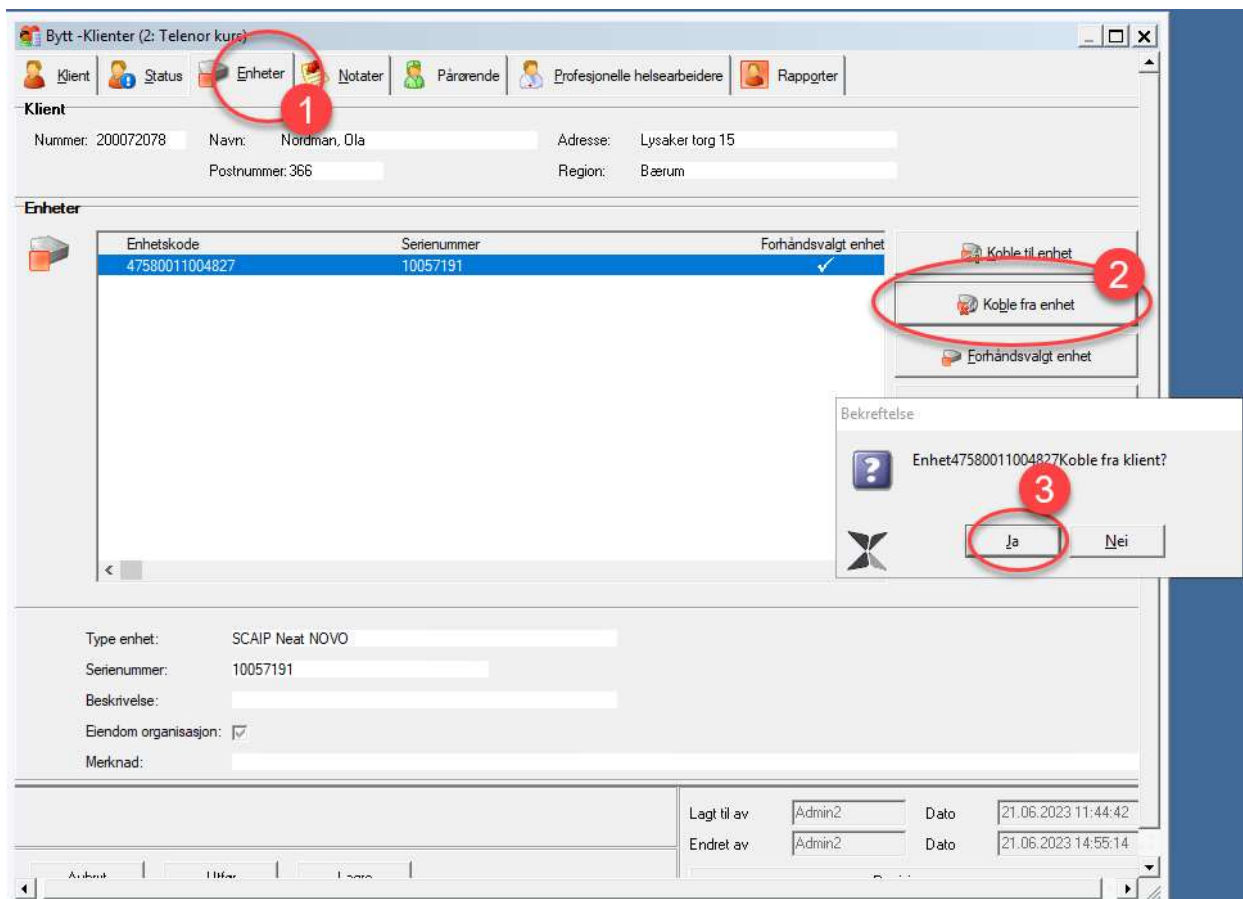 Bytt -Klienter (2: Telenor kurs)
Klient Status Enheter Notater Pårørende Profesjonelle helsearbeidere Rapporter
1
Klient
Nummer: 200072078 Navn: Nordman, Ola Adresse: Lysaker torg 15
Postnummer: 366 Region: Bærum
Enheter
Enhetskode Serienummer Forhåndsvalgt enhet
47580011004827 10057191
Koble til enhet
2
Koble fra enhet
Forhåndsvalgt enhet
Bekreftelse
Enhet47580011004827Koble fra klient?
3
Ja Nei
Type enhet: SCAIP Neat NOVO
Serienummer: 10057191
Beskrivelse:
Eiendom organisasjon:
Merknad:
Lagt til av Admin2 Dato 21.06.2023 11:44:42
Endret av Admin2 Dato 21.06.2023 14:55:14